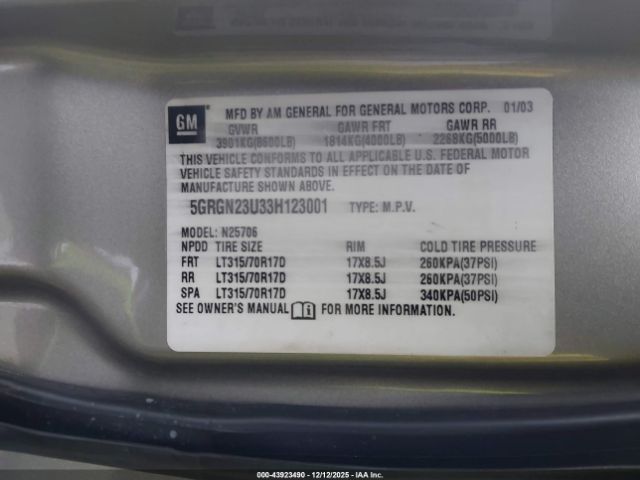 GM
MFD BY AM GENERAL FOR GENERAL MOTORS CORP. 01/03
GVWR GAWR FRT GAWR RR
3901KG(8600LB) 1814KG(4000LB) 2268KG(5000LB)
THIS VEHICLE CONFORMS TO ALL APPLICABLE U.S. FEDERAL MOTOR
VEHICLE SAFETY STANDARDS IN EFFECT ON THE DATE OF
MANUFACTURE SHOWN ABOVE.
5GRGN23U33H123001 TYPE: M.P.V.
MODEL: N25706
NPDD TIRE SIZE RIM COLD TIRE PRESSURE
FRT LT315/70R17D 17X8.5J 260KPA(37PSI)
RR LT315/70R17D 17X8.5J 260KPA(37PSI)
SPA LT315/70R17D 17X8.5J 340KPA(50PSI)
SEE OWNER'S MANUAL FOR MORE INFORMATION.
000-43923490 - 12/12/2025 - IAA Inc.